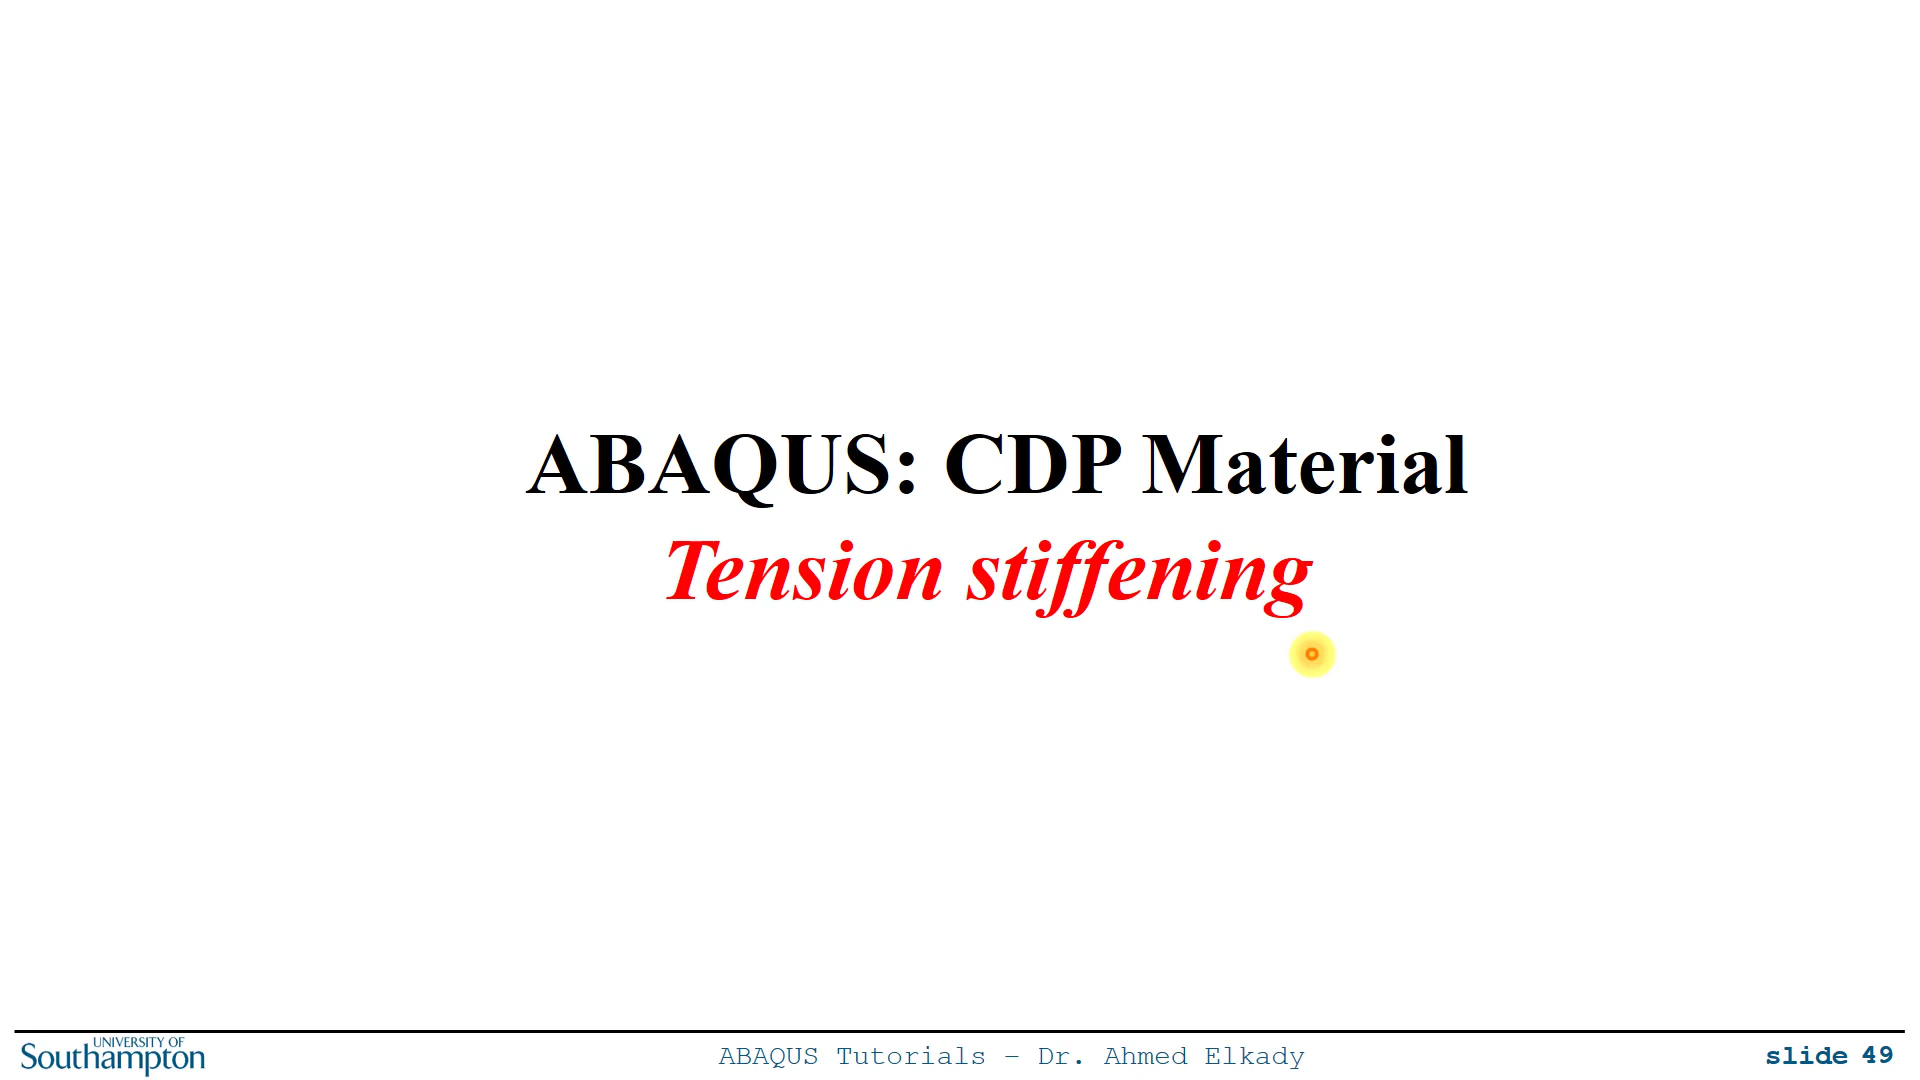 ABAQUS: CDP Material
Tension stiffening
UNIVERSITY OF
Southampton
ABAQUS Tutorials – Dr. Ahmed Elkady
slide 49